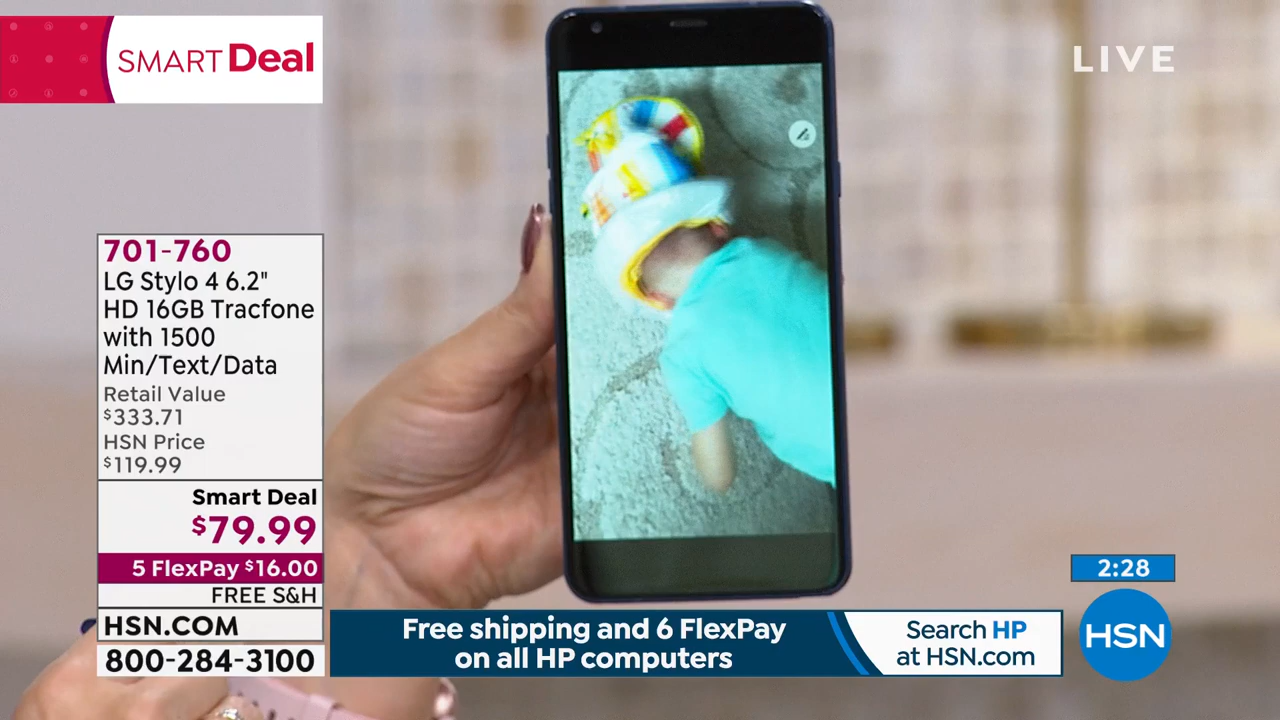 SMART Deal
LIVE
701-760
LG Stylo 4 6.2"
HD 16GB Tracfone
with 1500
Min/Text/Data
Retail Value
$333.71
HSN Price
$119.99
Smart Deal
$79.99
5 FlexPay $16.00
FREE S&H
HSN.COM
800-284-3100
Free shipping and 6 FlexPay
on all HP computers
Search HP
at HSN.com
2:28
HSN